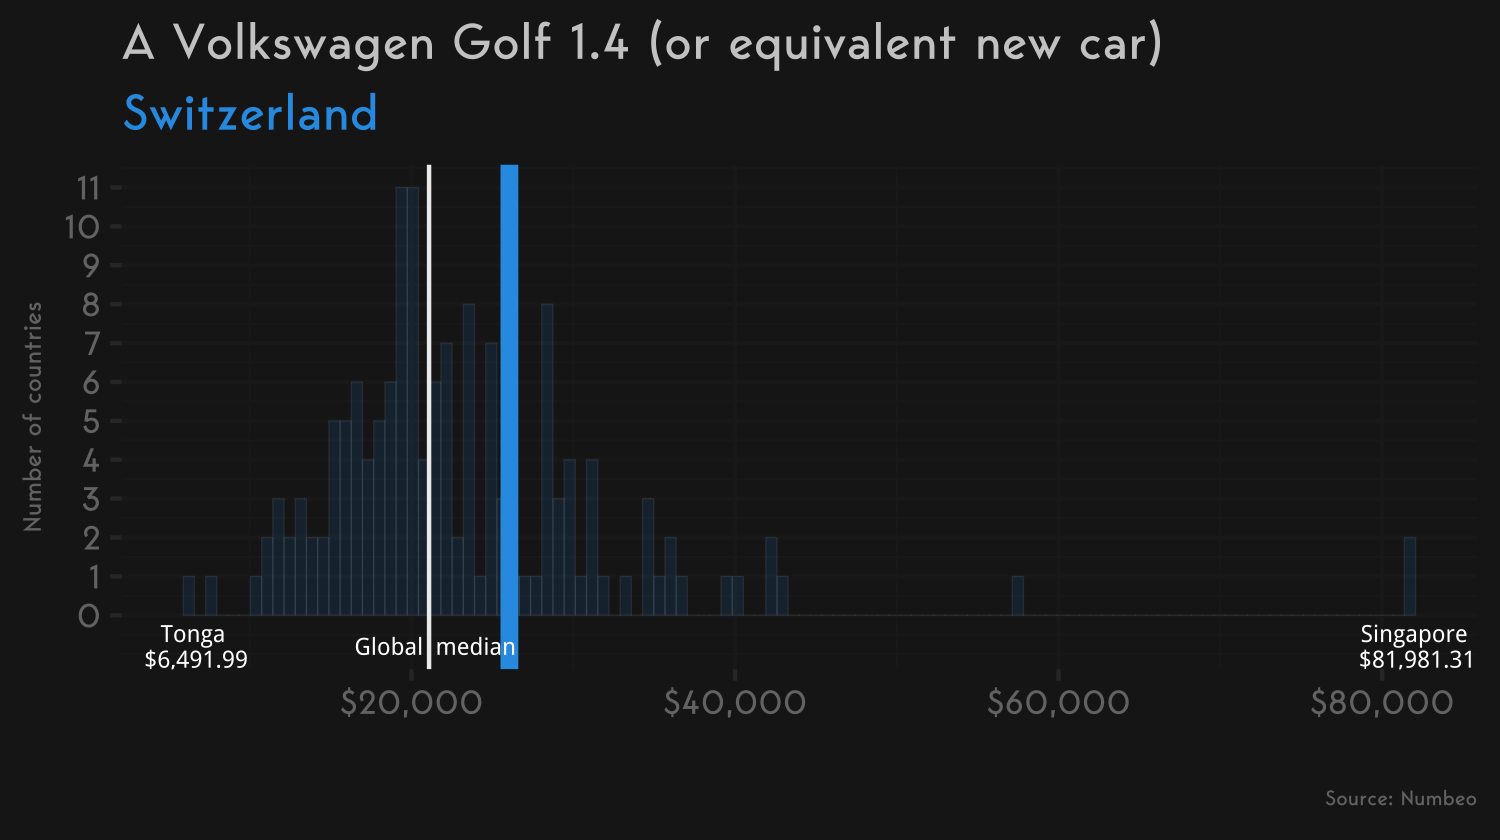 A Volkswagen Golf 1.4 (or equivalent new car)
Switzerland
Number of countries
11
10
9
8
7
6
5
4
3
2
1
0
Tonga
$6,491.99
Global median
Singapore
$81,981.31
$20,000
$40,000
$60,000
$80,000
Source: Numbeo